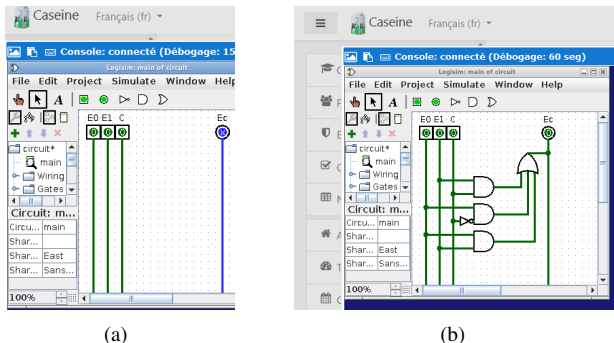 Caseine Français (fr)
Console: connecté (Débogage: 15
Logisim: main of circuit
File Edit Project Simulate Window Help
A
E0 E1 C Ec
circuit*
main
Wiring
Gates
Circuit: m...
Circu... main
Shar...
Shar... East
Shar... Sans...
100%
(a)
Caseine Français (fr)
Console: connecté (Débogage: 60 seg)
Logisim: main of circuit
File Edit Project Simulate Window Help
A
E0 E1 C Ec
circuit*
main
Wiring
Gates
Circuit: m...
Circu... main
Shar...
Shar... East
Shar... Sans...
100%
(b)